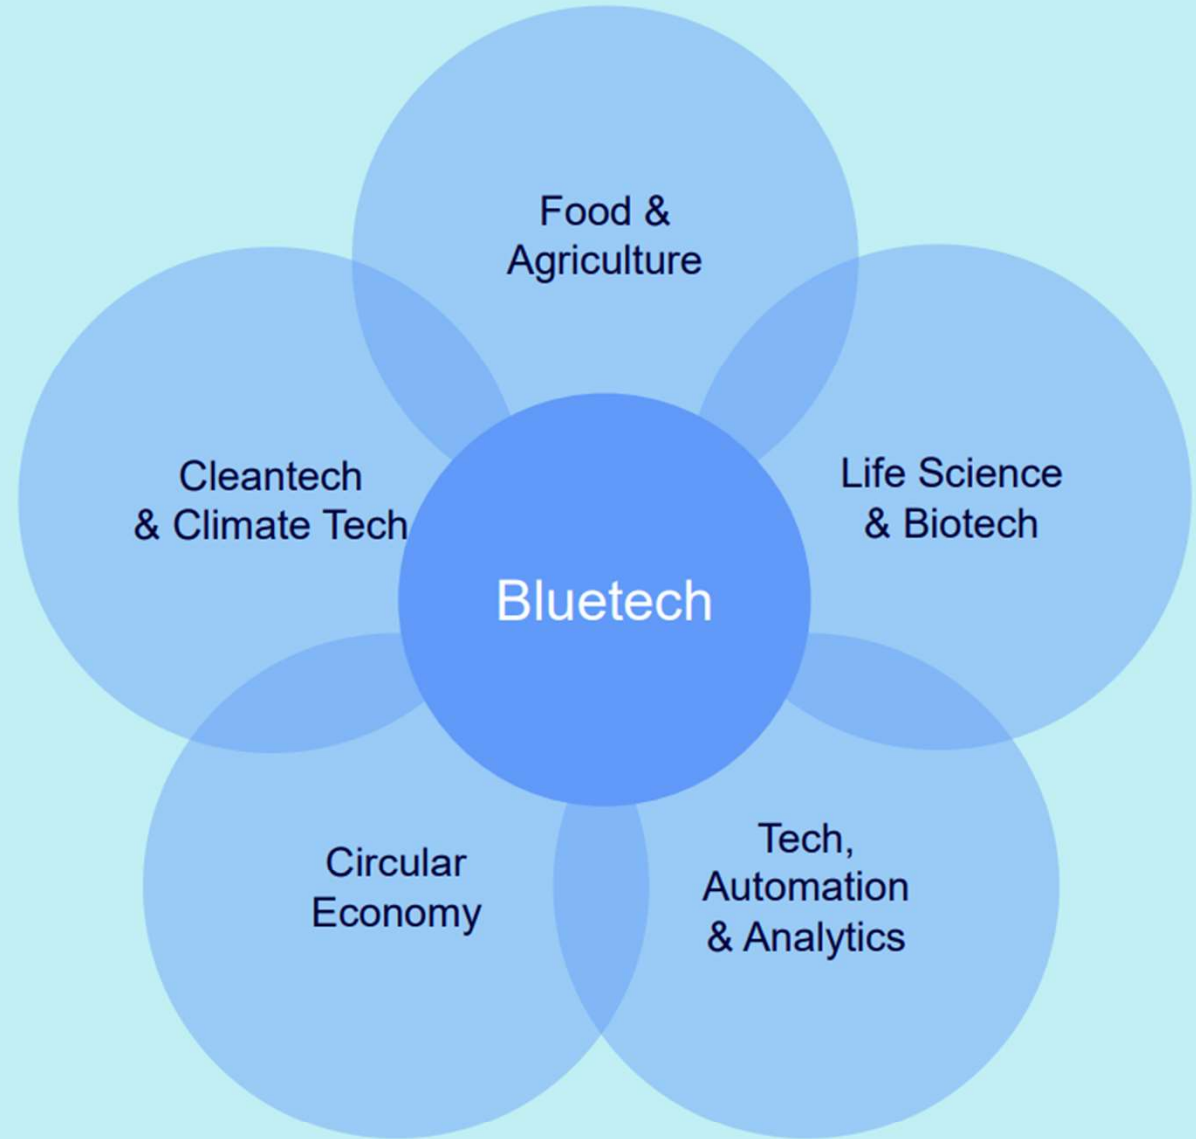 Food &
Agriculture
Cleantech
& Climate Tech
Life Science
& Biotech
Bluetech
Circular
Economy
Tech,
Automation
& Analytics